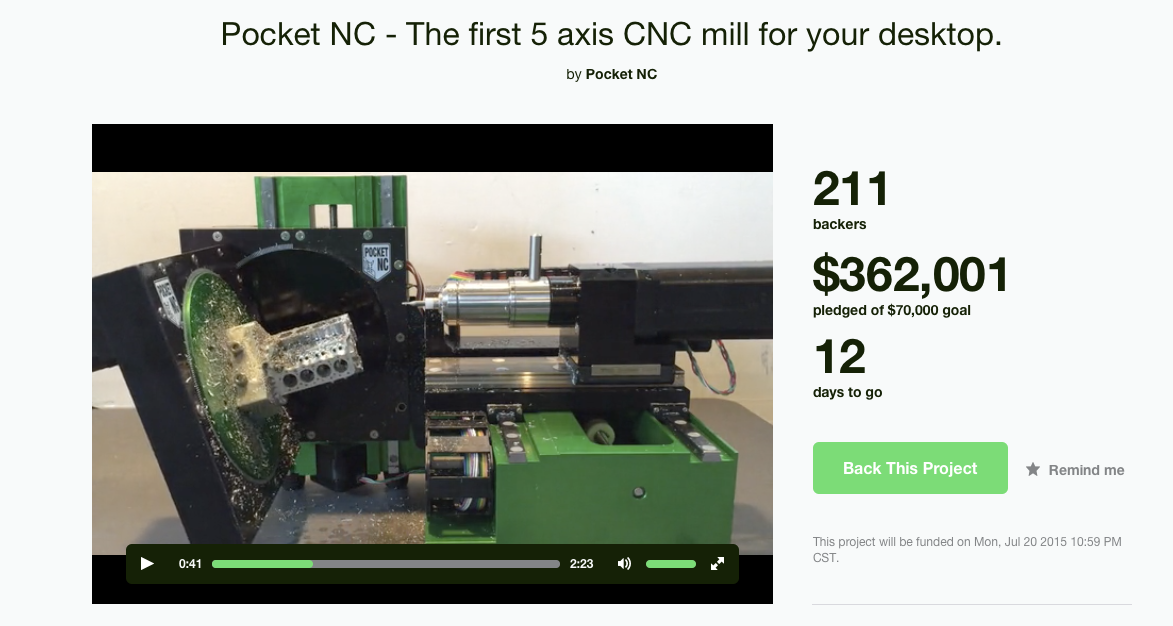 Pocket NC - The first 5 axis CNC mill for your desktop.
by Pocket NC
POCKET
NC
211
backers
$362,001
pledged of $70,000 goal
12
days to go
Back This Project
Remind me
This project will be funded on Mon, Jul 20 2015 10:59 PM
CST.
0:41
2:23